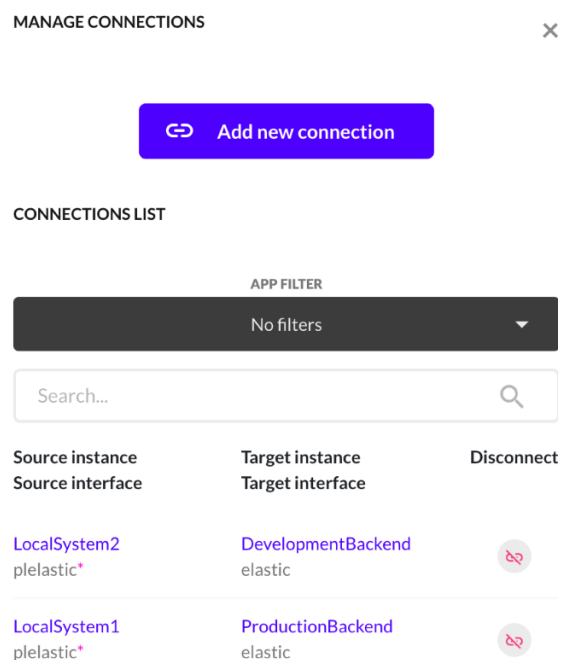 MANAGE CONNECTIONS
Add new connection
CONNECTIONS LIST
APP FILTER
No filters
Search...
Source instance Target instance Disconnect
Source interface Target interface
LocalSystem2 DevelopmentBackend
plelastic* elastic
LocalSystem1 ProductionBackend
plelastic* elastic